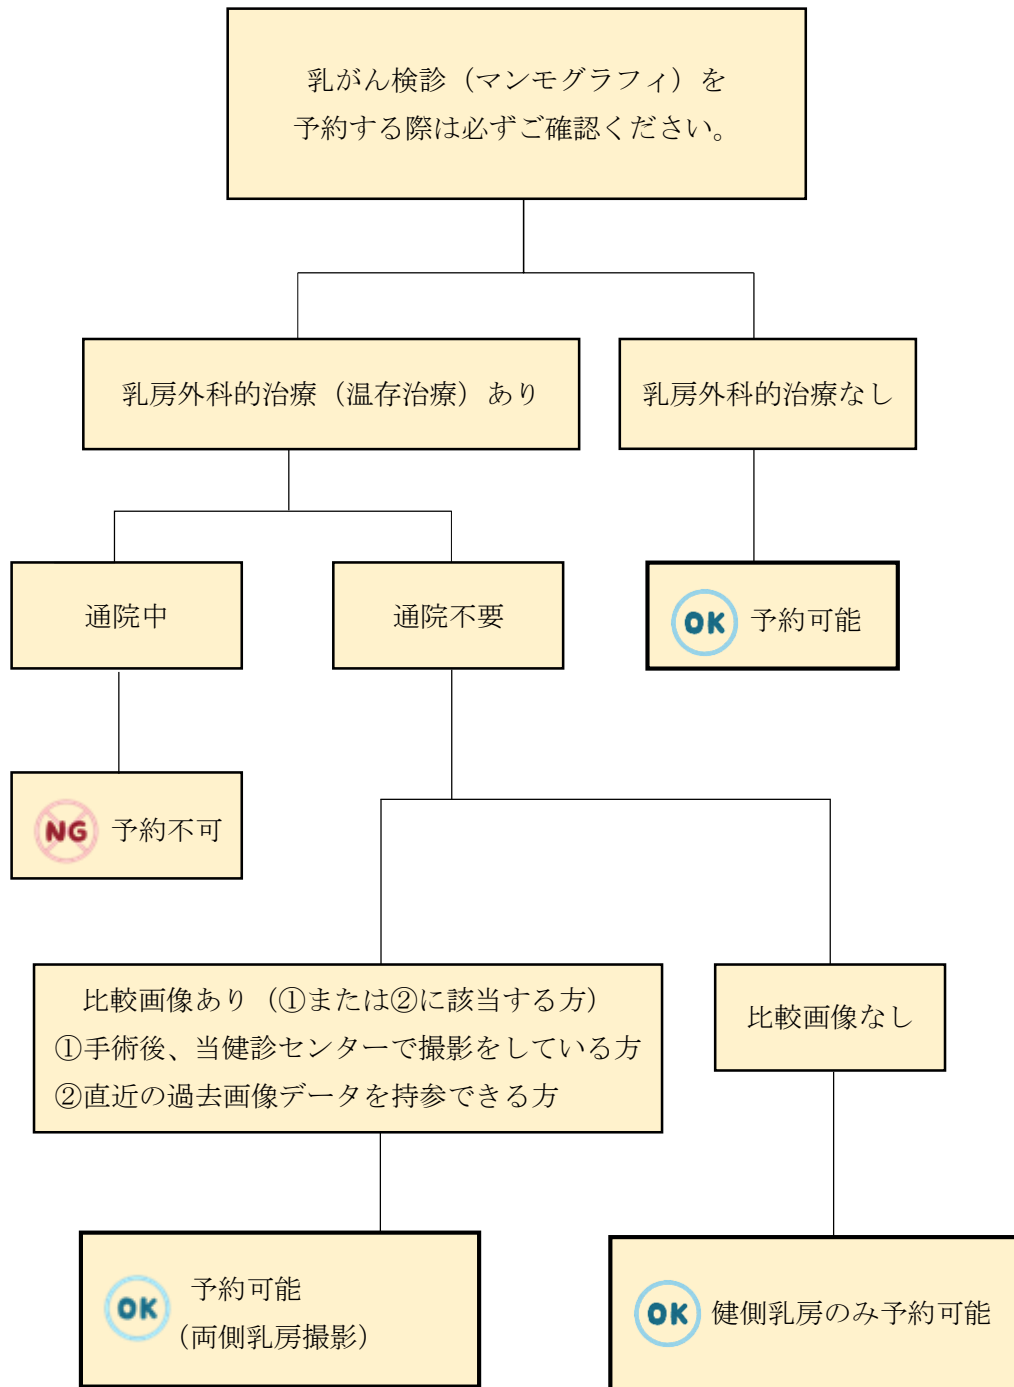 乳がん検診（マンモグラフィ）を
予約する際は必ずご確認ください。
乳房外科的治療（温存治療）あり
乳房外科的治療なし
通院中
通院不要
OK 予約可能
NG 予約不可
比較画像あり（①または②に該当する方）
①手術後、当健診センターで撮影をしている方
②直近の過去画像データを持参できる方
比較画像なし
OK 予約可能
（両側乳房撮影）
OK 健側乳房のみ予約可能